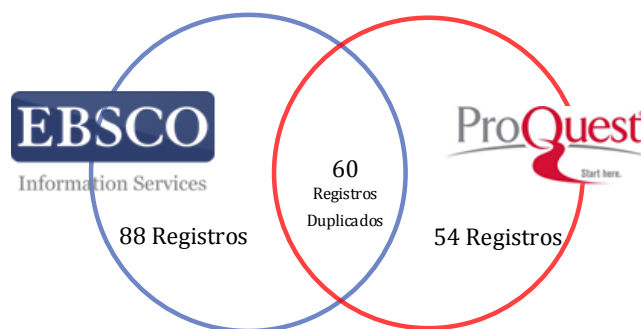 EBSCO
Information Services
88 Registros
60
Registros
Duplicados
ProQuest
Start here.
54 Registros